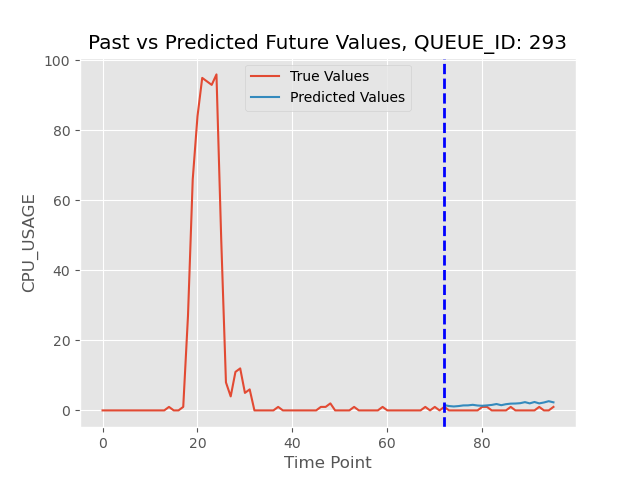 Past vs Predicted Future Values, QUEUE_ID: 293
True Values
Predicted Values
CPU_USAGE
100
80
60
40
20
0
0 20 40 60 80
Time Point